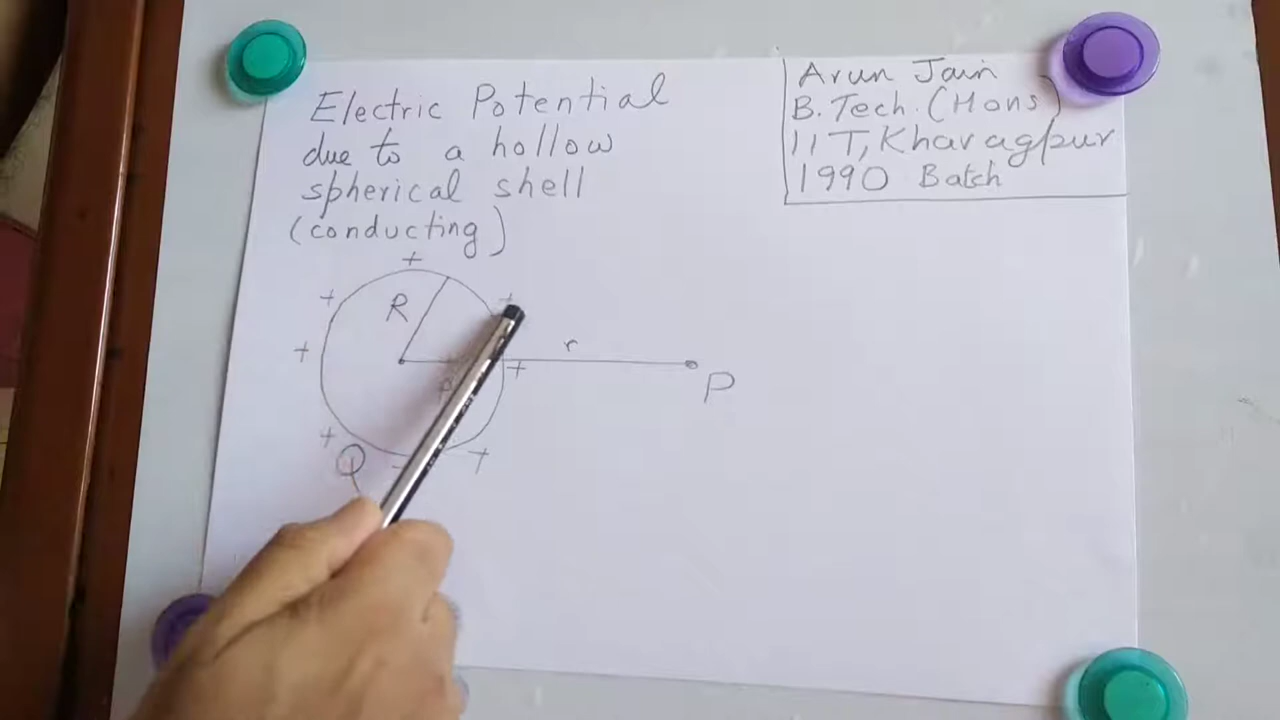 Electric Potential
due to a hollow
spherical shell
(conducting)
Arun Jain
B.Tech.(Hons)
IIT, Kharagpur
1990 Batch
+
+ +
R
+ r
+
P
+
Q +